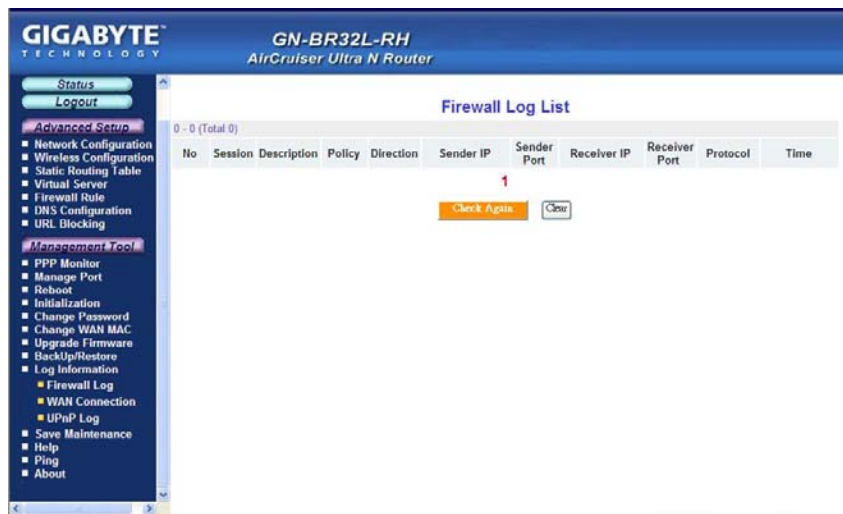 GIGABYTE
TECHNOLOGY
GN-BR32L-RH
AirCruiser Ultra N Router
Status
Logout
Advanced Setup
Network Configuration
Wireless Configuration
Static Routing Table
Virtual Server
Firewall Rule
DNS Configuration
URL Blocking
Management Tool
PPP Monitor
Manage Port
Reboot
Initialization
Change Password
Change WAN MAC
Upgrade Firmware
BackUp/Restore
Log Information
Firewall Log
WAN Connection
UPnP Log
Save Maintenance
Help
Ping
About
Firewall Log List
0 - 0 (Total 0)
No Session Description Policy Direction Sender IP Sender Port Receiver IP Receiver Port Protocol Time
1
Check Again Clear